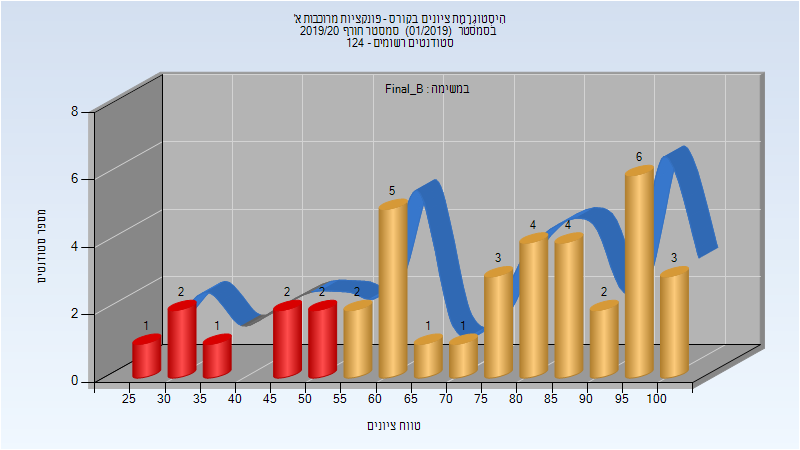 היסטוגרמת ציונים בקורס - פונקציות מרוכבות א'
בסמסטר (01/2019) סמסטר חורף 2019/20
סטודנטים רשומים - 124
במשימה : Final_B
מספר סטודנטים
8
6
4
2
0
1
2
1
2
2
2
5
1
1
3
4
4
2
6
3
25 30 35 40 45 50 55 60 65 70 75 80 85 90 95 100
טווח ציונים